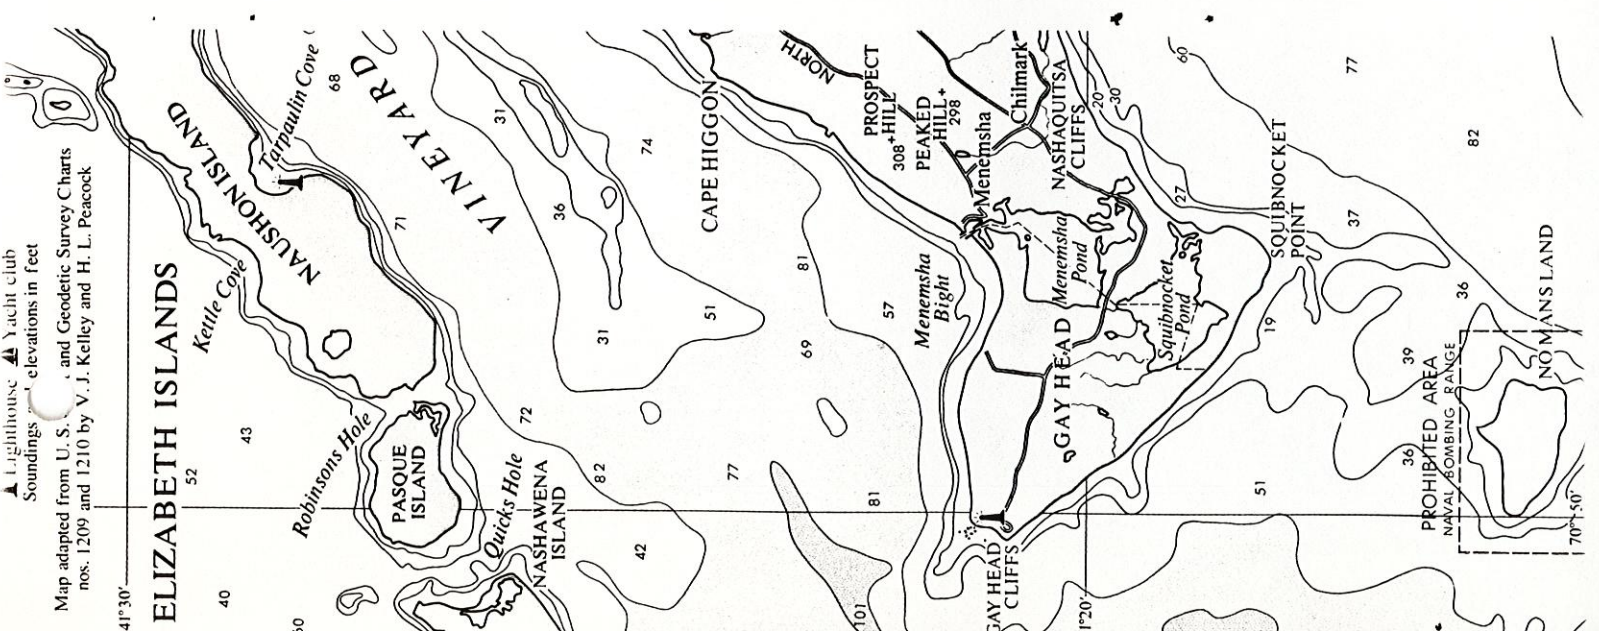 Lighthouse Yacht club
Soundings elevations in feet
Map adapted from U. S. and Geodetic Survey Charts
nos. 1209 and 1210 by V. J. Kelley and H. L. Peacock
41°30'
ELIZABETH ISLANDS
NAUSHON ISLAND
Tarpaulin Cove
Kettle Cove
Robinsons Hole
PASQUE
ISLAND
Quicks Hole
NASHAWENA
ISLAND
VINEYARD
68
71
43
52
40
72
82
42
31
36
31
74
51
81
69
57
77
81
101
CAPE HIGGON
NORTH
PROSPECT
308+HILL
PEAKED
HILL+
298
Menemsha
Chilmark
NASHAQUITSA
CLIFFS
Menemsha
Bight
Menemsha
Pond
Squibnocket
Pond
GAY HEAD
GAY HEAD
CLIFFS
1°20'
20
30
27
60
77
82
37
SQUIBNOCKET
POINT
19
36
39
36
51
NOMANS LAND
PROHIBITED AREA
NAVAL BOMBING RANGE
70°50'